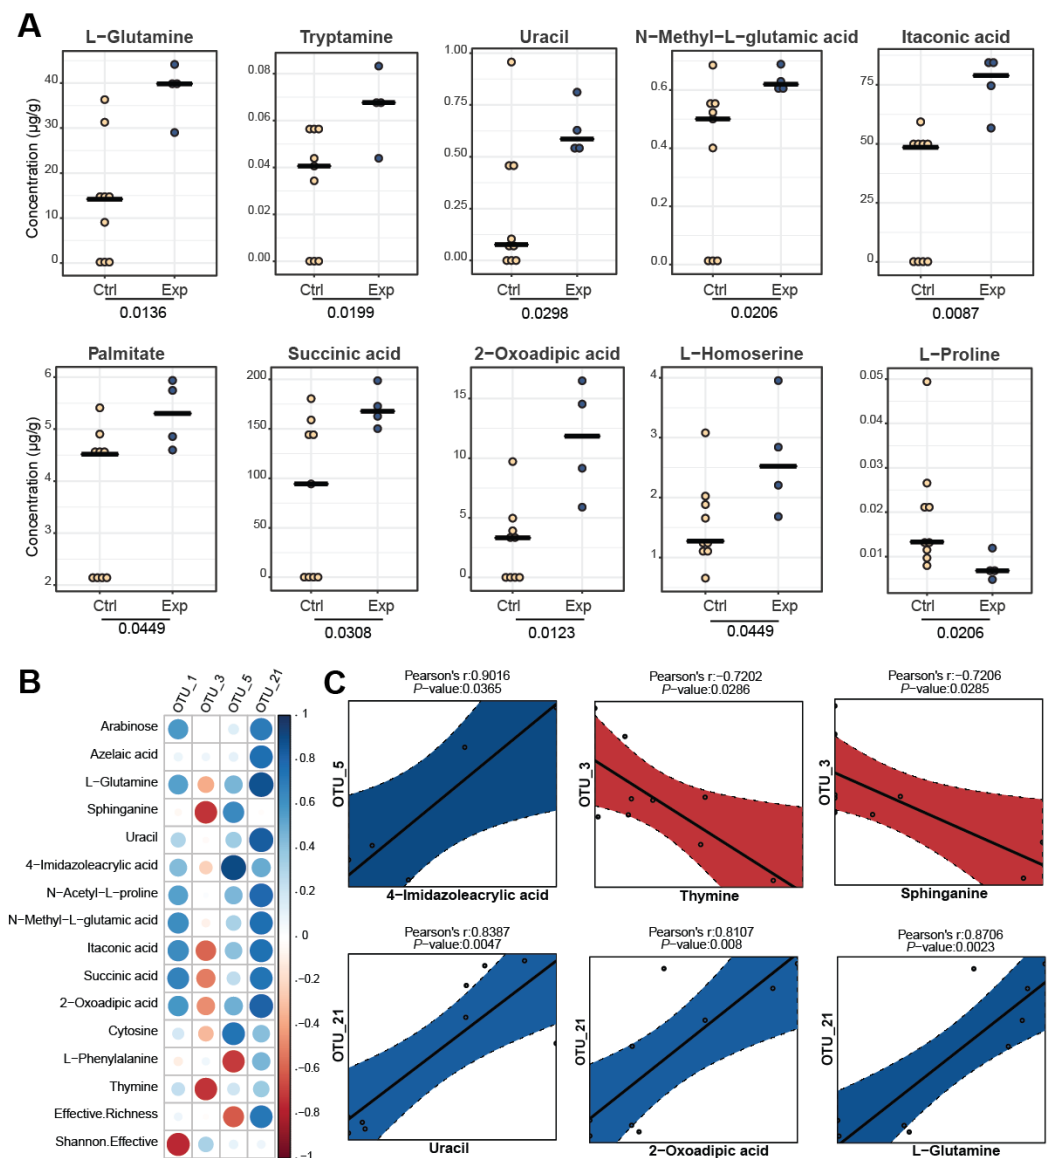 A
L−Glutamine Tryptamine Uracil N−Methyl−L−glutamic acid Itaconic acid
Concentration (µg/g)
40
30
20
10
0
0.08
0.06
0.04
0.02
0.00
1.00
0.75
0.50
0.25
0.00
0.6
0.4
0.2
0.0
75
50
25
0
Ctrl Exp Ctrl Exp Ctrl Exp Ctrl Exp Ctrl Exp
0.0136 0.0199 0.0298 0.0206 0.0087
Palmitate Succinic acid 2−Oxoadipic acid L−Homoserine L−Proline
Concentration (µg/g)
6
5
4
3
2
200
150
100
50
0
15
10
5
0
4
3
2
1
0.05
0.04
0.03
0.02
0.01
Ctrl Exp Ctrl Exp Ctrl Exp Ctrl Exp Ctrl Exp
0.0449 0.0308 0.0123 0.0449 0.0206
B
OTU_1 OTU_3 OTU_5 OTU_21
Arabinose
Azelaic acid
L−Glutamine
Sphinganine
Uracil
4−Imidazoleacrylic acid
N−Acetyl−L−proline
N−Methyl−L−glutamic acid
Itaconic acid
Succinic acid
2−Oxoadipic acid
Cytosine
L−Phenylalanine
Thymine
Effective.Richness
Shannon.Effective
1
0.8
0.6
0.4
0.2
0
−0.2
−0.4
−0.6
−0.8
−1
C
Pearson's r:0.9016
P−value:0.0365
OTU_5
4−Imidazoleacrylic acid
Pearson's r:−0.7202
P−value:0.0286
OTU_3
Thymine
Pearson's r:−0.7206
P−value:0.0285
OTU_3
Sphinganine
Pearson's r:0.8387
P−value:0.0047
OTU_21
Uracil
Pearson's r:0.8107
P−value:0.008
OTU_21
2−Oxoadipic acid
Pearson's r:0.8706
P−value:0.0023
OTU_21
L−Glutamine